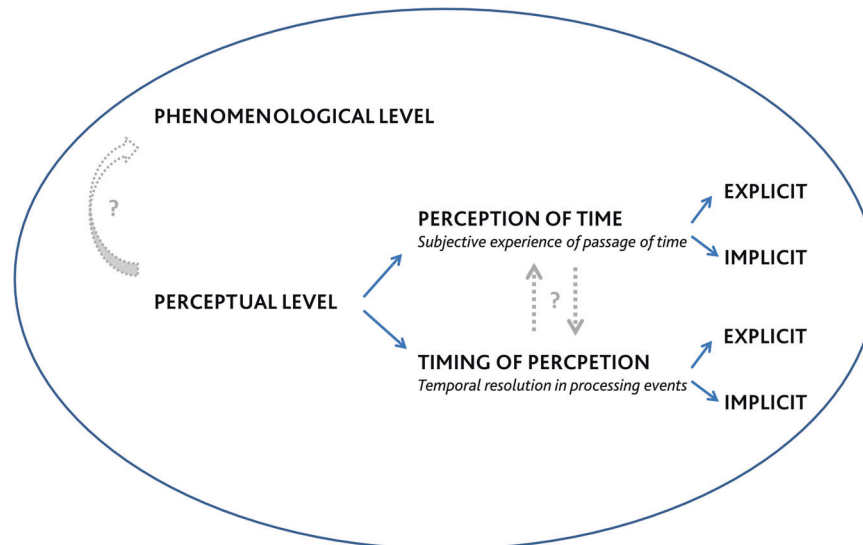 PHENOMENOLOGICAL LEVEL
?
PERCEPTUAL LEVEL
PERCEPTION OF TIME
Subjective experience of passage of time
EXPLICIT
IMPLICIT
?
TIMING OF PERCPETION
Temporal resolution in processing events
EXPLICIT
IMPLICIT